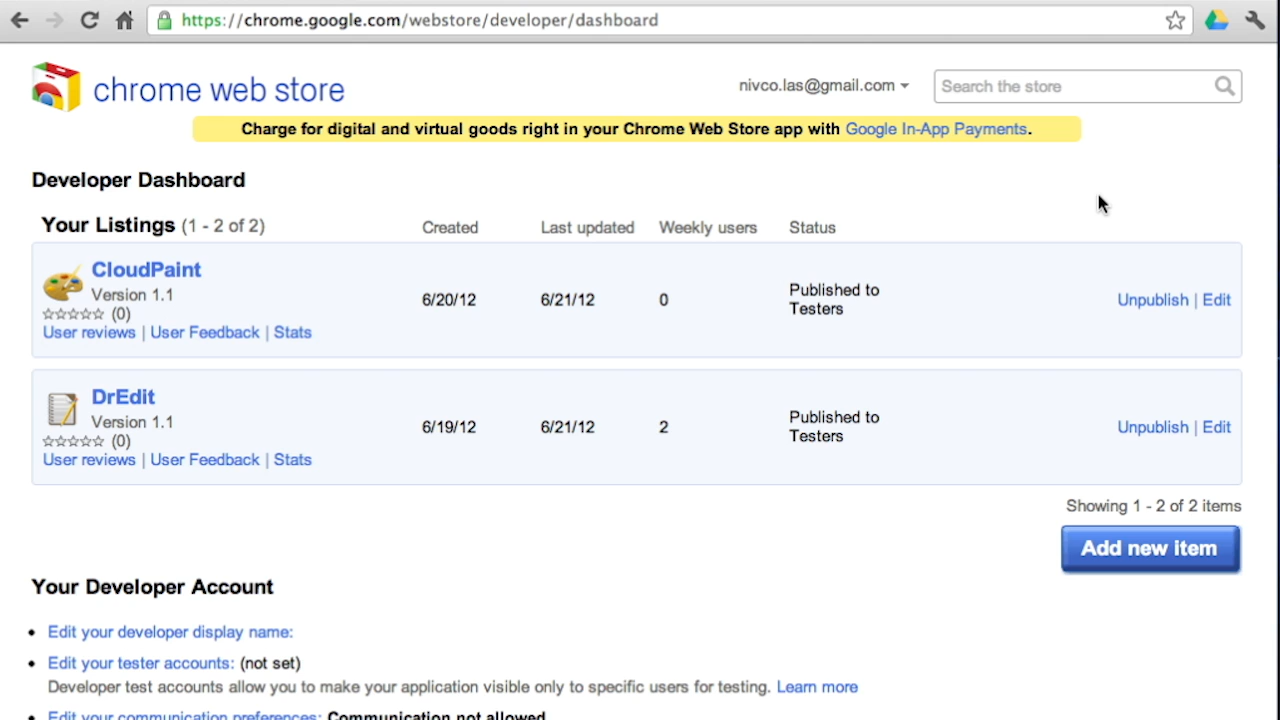 https://chrome.google.com/webstore/developer/dashboard
chrome web store
nivco.las@gmail.com
Search the store
Charge for digital and virtual goods right in your Chrome Web Store app with Google In-App Payments.
Developer Dashboard
Your Listings (1 - 2 of 2) Created Last updated Weekly users Status
CloudPaint
Version 1.1
(0)
User reviews | User Feedback | Stats
6/20/12 6/21/12 0
Published to
Testers
Unpublish | Edit
DrEdit
Version 1.1
(0)
User reviews | User Feedback | Stats
6/19/12 6/21/12 2
Published to
Testers
Unpublish | Edit
Showing 1 - 2 of 2 items
Add new item
Your Developer Account
Edit your developer display name:
Edit your tester accounts: (not set)
Developer test accounts allow you to make your application visible only to specific users for testing. Learn more
Edit your communication preferences: Communication not allowed